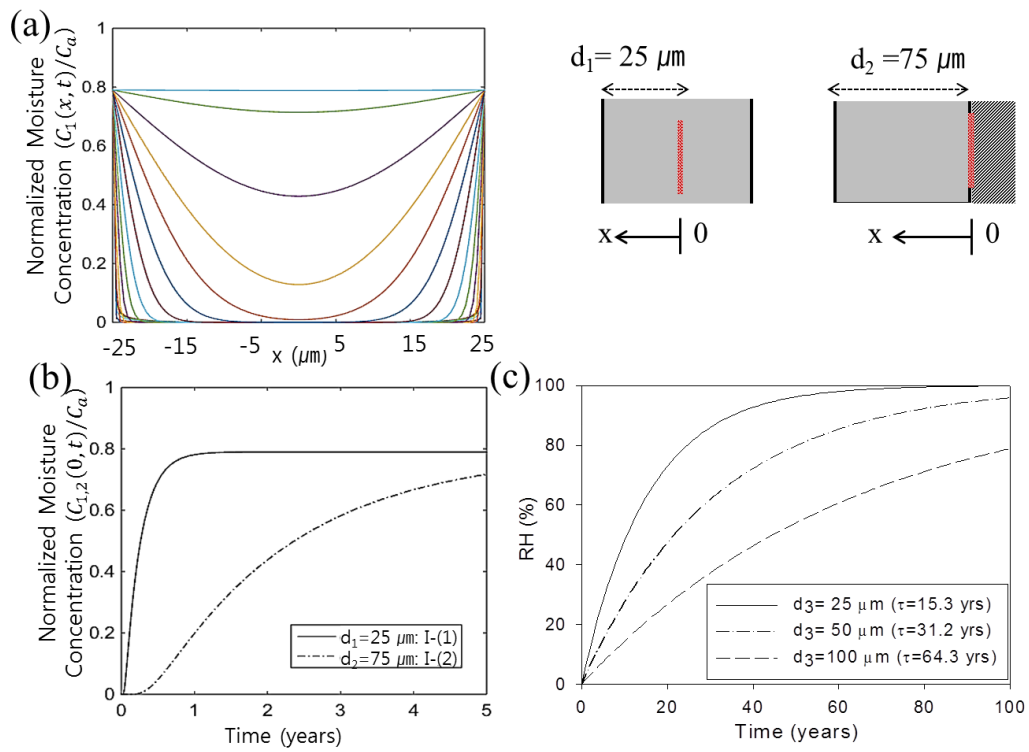 (a)
Normalized Moisture
Concentration (C₁(x, t)/Cₐ)
1
0.8
0.6
0.4
0.2
0
-25
-15
-5
5
15
25
x (μm)
d₁= 25 μm
x
0
d₂ =75 μm
x
0
(b)
Normalized Moisture
Concentration (C₁,₂(0, t)/Cₐ)
1
0.8
0.6
0.4
0.2
0
0
1
2
3
4
5
Time (years)
d₁=25 μm: I-(1)
d₂=75 μm: I-(2)
(c)
RH (%)
100
80
60
40
20
0
0
20
40
60
80
100
Time (years)
d₃= 25 μm (τ=15.3 yrs)
d₃= 50 μm (τ=31.2 yrs)
d₃=100 μm (τ=64.3 yrs)